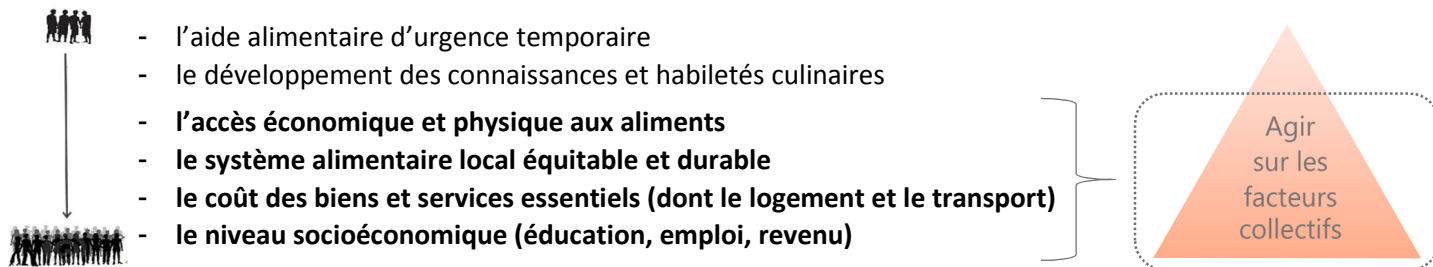 - l’aide alimentaire d’urgence temporaire
- le développement des connaissances et habiletés culinaires
- l’accès économique et physique aux aliments
- le système alimentaire local équitable et durable
- le coût des biens et services essentiels (dont le logement et le transport)
- le niveau socioéconomique (éducation, emploi, revenu)
Agir
sur les
facteurs
collectifs